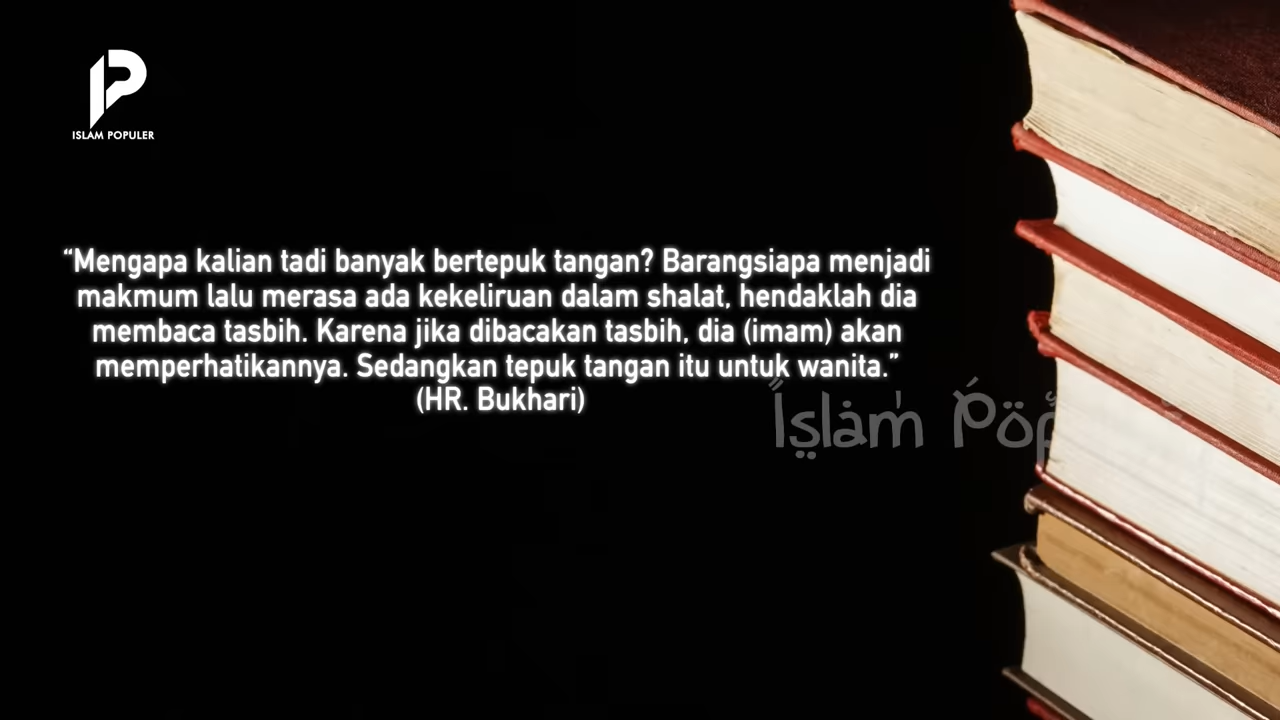 ISLAM POPULER
“Mengapa kalian tadi banyak bertepuk tangan? Barangsiapa menjadi
makmum lalu merasa ada kekeliruan dalam shalat, hendaklah dia
membaca tasbih. Karena jika dibacakan tasbih, dia (imam) akan
memperhatikannya. Sedangkan tepuk tangan itu untuk wanita.”
(HR. Bukhari)
Islam